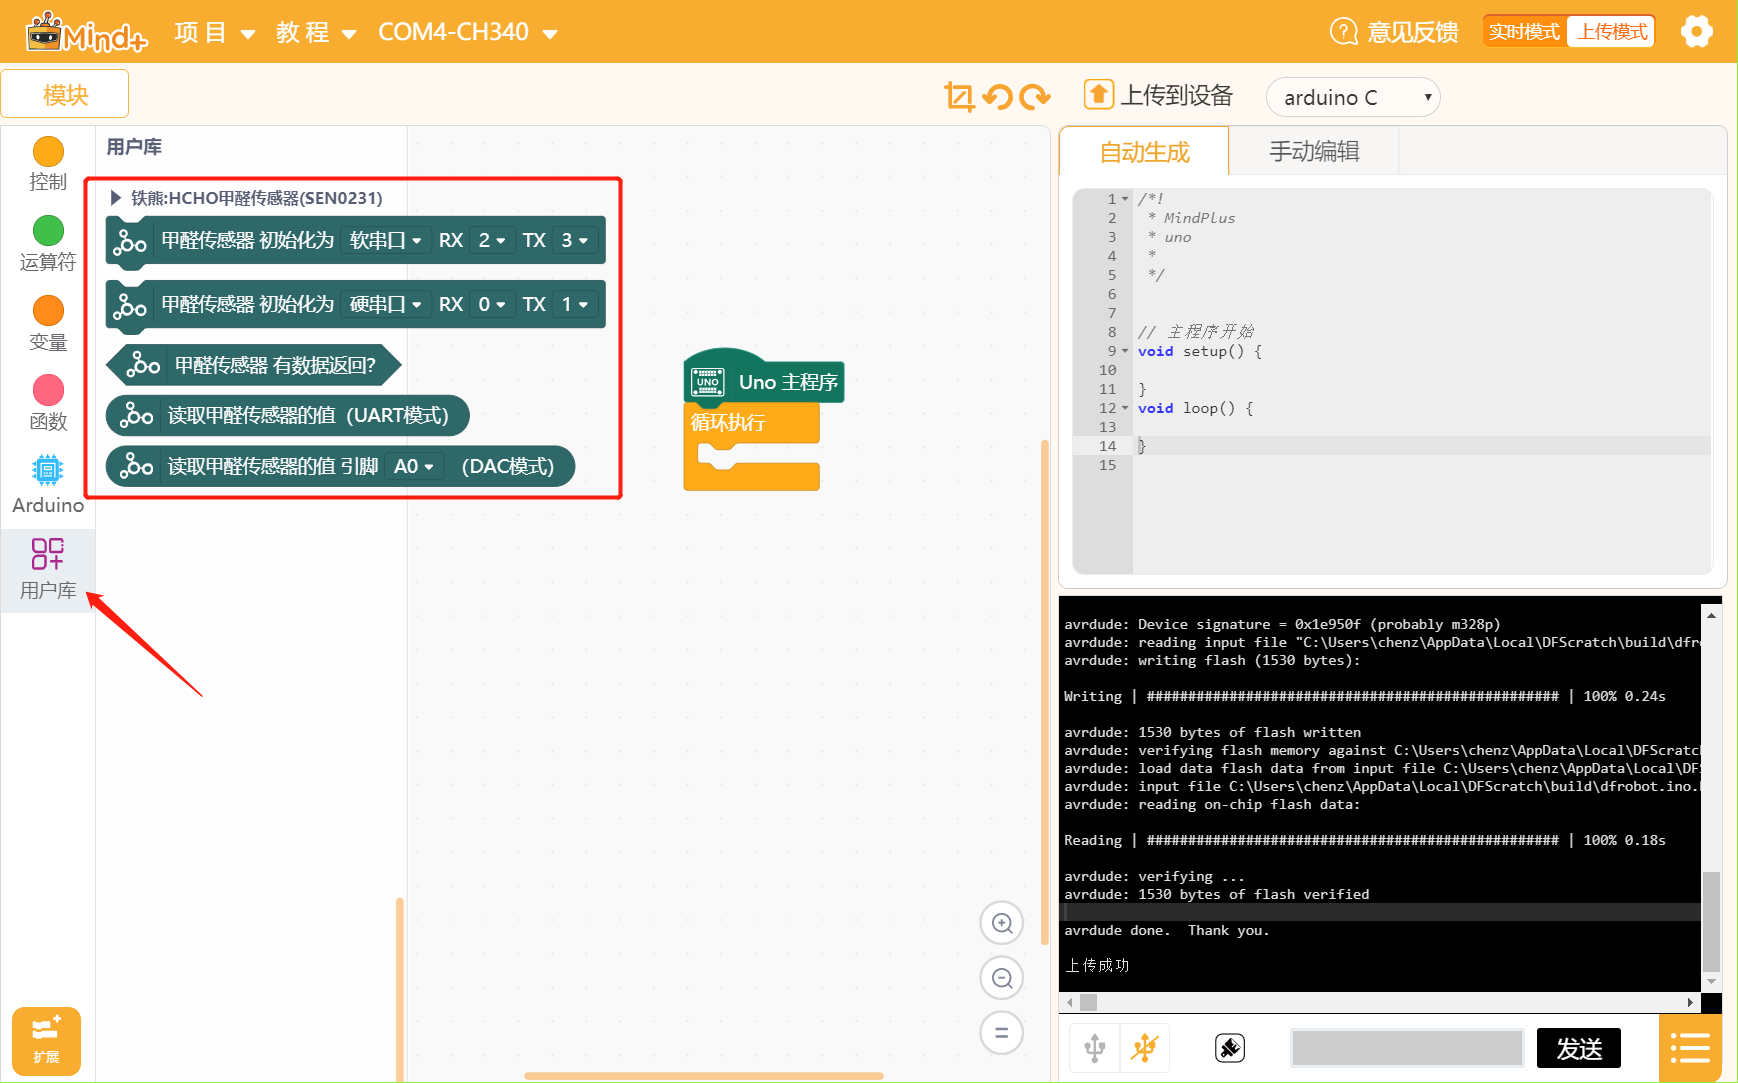 Mind+
项目
教程
COM4-CH340
意见反馈
实时模式
上传模式
模块
上传到设备
arduino C
控制
运算符
变量
函数
Arduino
用户库
扩展
用户库
铁熊:HCHO甲醛传感器(SEN0231)
甲醛传感器 初始化为 软串口 RX 2 TX 3
甲醛传感器 初始化为 硬串口 RX 0 TX 1
甲醛传感器 有数据返回?
读取甲醛传感器的值（UART模式）
读取甲醛传感器的值 引脚 A0 （DAC模式）
UNO
Uno 主程序
循环执行
自动生成
手动编辑
1 /*!
2 * MindPlus
3 * uno
4 *
5 */
6
7
8 // 主程序开始
9 void setup() {
10
11 }
12 void loop() {
13
14 }
15
avrdude: Device signature = 0x1e950f (probably m328p)
avrdude: reading input file "C:\Users\chenz\AppData\Local\DFScratch\build\dfr
avrdude: writing flash (1530 bytes):
Writing | ################################################## | 100% 0.24s
avrdude: 1530 bytes of flash written
avrdude: verifying flash memory against C:\Users\chenz\AppData\Local\DFScratc
avrdude: load data flash data from input file C:\Users\chenz\AppData\Local\DF
avrdude: input file C:\Users\chenz\AppData\Local\DFScratch\build\dfrobot.ino.
avrdude: reading on-chip flash data:
Reading | ################################################## | 100% 0.18s
avrdude: verifying ...
avrdude: 1530 bytes of flash verified
avrdude done.  Thank you.
上传成功
发送